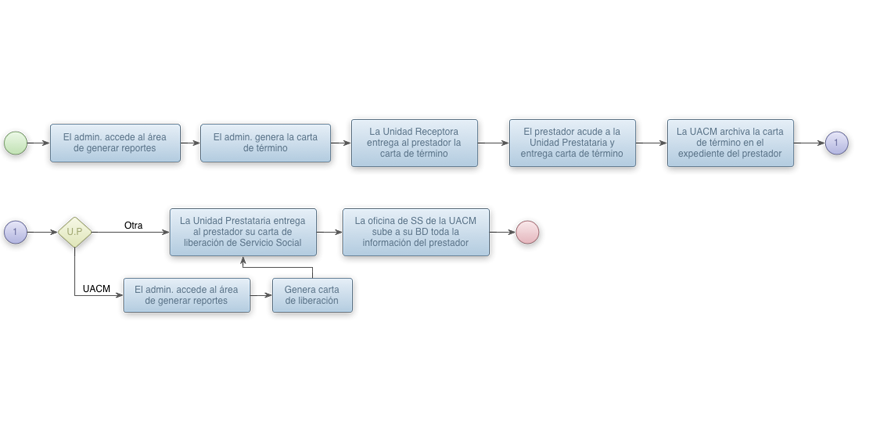 El admin. accede al área
de generar reportes
El admin. genera la carta
de término
La Unidad Receptora
entrega al prestador la
carta de término
El prestador acude a la
Unidad Prestataria y
entrega carta de término
La UACM archiva la carta
de término en el
expediente del prestador
1
1
U.P
Otra
La Unidad Prestataria entrega
al prestador su carta de
liberación de Servicio Social
La oficina de SS de la UACM
sube a su BD toda la
información del prestador
UACM
El admin. accede al área
de generar reportes
Genera carta
de liberación